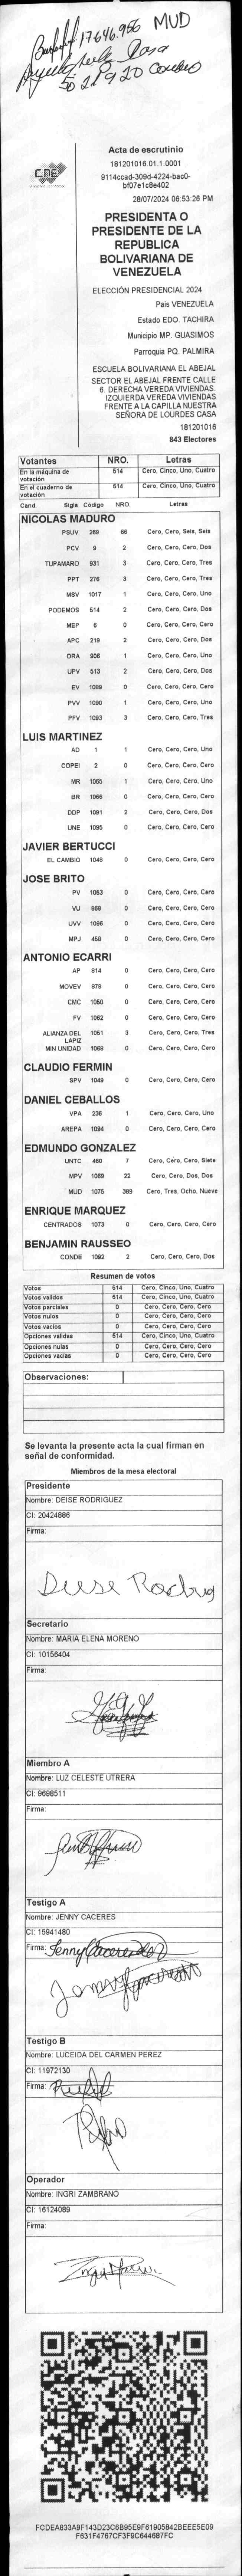 17.646.956 MUD
CNE
Acta de escrutinio
181201016.01.1.0001
9114ccad-309d-4224-bac0-
bf07e1c8e402
28/07/2024 06:53:26 PM
PRESIDENTA O
PRESIDENTE DE LA
REPUBLICA
BOLIVARIANA DE
VENEZUELA
ELECCIÓN PRESIDENCIAL 2024
Pais VENEZUELA
Estado EDO. TACHIRA
Municipio MP. GUASIMOS
Parroquia PQ. PALMIRA
ESCUELA BOLIVARIANA EL ABEJAL
SECTOR EL ABEJAL FRENTE CALLE
6. DERECHA VEREDA VIVIENDAS
IZQUIERDA VEREDA VIVIENDAS
FRENTE A LA CAPILLA NUESTRA
SEÑORA DE LOURDES CASA
181201016
843 Electores
Votantes NRO. Letras
En la máquina de votación 514 Cero, Cinco, Uno, Cuatro
En el cuaderno de votación 514 Cero, Cinco, Uno, Cuatro
Cand. Sigla Código NRO. Letras
NICOLAS MADURO
PSUV 269 66 Cero, Cero, Seis, Seis
PCV 9 2 Cero, Cero, Cero, Dos
TUPAMARO 931 3 Cero, Cero, Cero, Tres
PPT 276 3 Cero, Cero, Cero, Tres
MSV 1017 1 Cero, Cero, Cero, Uno
PODEMOS 514 2 Cero, Cero, Cero, Dos
MEP 6 0 Cero, Cero, Cero, Cero
APC 219 2 Cero, Cero, Cero, Dos
ORA 906 1 Cero, Cero, Cero, Uno
UPV 513 2 Cero, Cero, Cero, Dos
EV 1089 0 Cero, Cero, Cero, Cero
PVV 1090 1 Cero, Cero, Cero, Uno
PFV 1093 3 Cero, Cero, Cero, Tres
LUIS MARTINEZ
AD 1 1 Cero, Cero, Cero, Uno
COPEI 2 0 Cero, Cero, Cero, Cero
MR 1065 1 Cero, Cero, Cero, Uno
BR 1066 0 Cero, Cero, Cero, Cero
DDP 1091 2 Cero, Cero, Cero, Dos
UNE 1095 0 Cero, Cero, Cero, Cero
JAVIER BERTUCCI
EL CAMBIO 1048 0 Cero, Cero, Cero, Cero
JOSE BRITO
PV 1053 0 Cero, Cero, Cero, Cero
VU 968 0 Cero, Cero, Cero, Cero
UVV 1096 0 Cero, Cero, Cero, Cero
MPJ 458 0 Cero, Cero, Cero, Cero
ANTONIO ECARRI
AP 814 0 Cero, Cero, Cero, Cero
MOVEV 979 0 Cero, Cero, Cero, Cero
CMC 1050 0 Cero, Cero, Cero, Cero
FV 1052 0 Cero, Cero, Cero, Cero
ALIANZA DEL LAPIZ 1051 3 Cero, Cero, Cero, Tres
MIN UNIDAD 1068 0 Cero, Cero, Cero, Cero
CLAUDIO FERMIN
SPV 1049 0 Cero, Cero, Cero, Cero
DANIEL CEBALLOS
VPA 236 1 Cero, Cero, Cero, Uno
AREPA 1094 0 Cero, Cero, Cero, Cero
EDMUNDO GONZALEZ
UNTC 460 7 Cero, Cero, Cero, Siete
MPV 1069 22 Cero, Cero, Dos, Dos
MUD 1075 389 Cero, Tres, Ocho, Nueve
ENRIQUE MARQUEZ
CENTRADOS 1073 0 Cero, Cero, Cero, Cero
BENJAMIN RAUSSEO
CONDE 1092 2 Cero, Cero, Cero, Dos
Resumen de votos
Votos 514 Cero, Cinco, Uno, Cuatro
Votos validos 514 Cero, Cinco, Uno, Cuatro
Votos parciales 0 Cero, Cero, Cero, Cero
Votos nulos 0 Cero, Cero, Cero, Cero
Votos vacios 0 Cero, Cero, Cero, Cero
Opciones validas 514 Cero, Cinco, Uno, Cuatro
Opciones nulas 0 Cero, Cero, Cero, Cero
Opciones vacias 0 Cero, Cero, Cero, Cero
Observaciones:
Se levanta la presente acta la cual firman en
señal de conformidad.
Miembros de la mesa electoral
Presidente
Nombre: DEISE RODRIGUEZ
CI: 20424886
Firma:
Secretario
Nombre: MARIA ELENA MORENO
CI: 10156404
Firma:
Miembro A
Nombre: LUZ CELESTE UTRERA
CI: 9698511
Firma:
Testigo A
Nombre: JENNY CACERES
CI: 15941480
Firma:
Testigo B
Nombre: LUCEIDA DEL CARMEN PEREZ
CI: 11972130
Firma:
Operador
Nombre: INGRI ZAMBRANO
CI: 16124089
Firma:
FCDEA833A9F143D23C6B95E9F61905842BEEE5E09
F631F4767CF3F9C644687FC